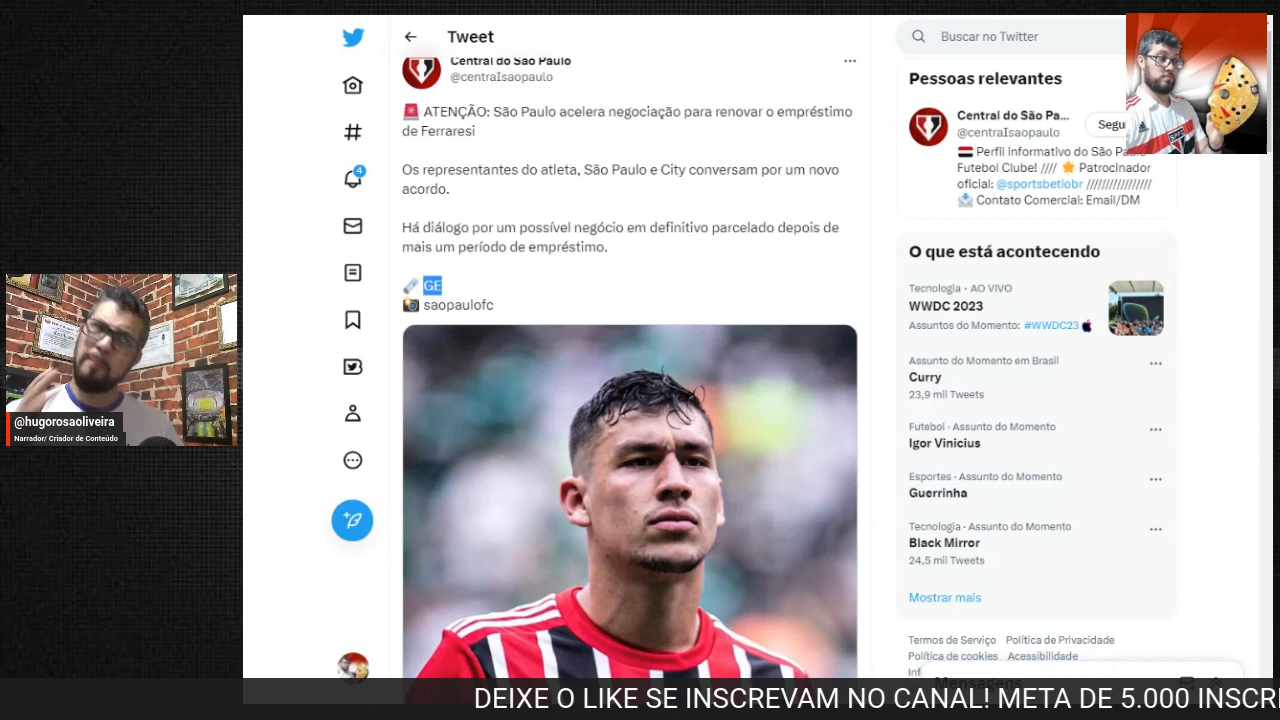 Tweet
Central do São Paulo
@centraIsaopaulo
🚨 ATENÇÃO: São Paulo acelera negociação para renovar o empréstimo
de Ferraresi
Os representantes do atleta, São Paulo e City conversam por um novo
acordo.
Há diálogo por um possível negócio em definitivo parcelado depois de
mais um período de empréstimo.
🗞️ GE
📸 saopaulofc
4
@hugorosaoliveira
Narrador/ Criador de Conteúdo
Buscar no Twitter
Pessoas relevantes
Central do São Pa...
@centraIsaopaulo
Segu
🇾🇪 Perfil Informativo do São Paulo
Futebol Clube! //// ☀️ Patrocinador
oficial: @sportsbetiobr /////////////////
📩 Contato Comercial: Email/DM
O que está acontecendo
Tecnologia · AO VIVO
WWDC 2023
Assuntos do Momento: #WWDC23
Assunto do Momento em Brasil
Curry
23,9 mil Tweets
Futebol · Assunto do Momento
Igor Vinicius
Esportes · Assunto do Momento
Guerrinha
Tecnologia · Assunto do Momento
Black Mirror
24,5 mil Tweets
Mostrar mais
Termos de Serviço Política de Privacidade
Política de cookies Acessibilidade
Inf
Mensagens
DEIXE O LIKE SE INSCREVAM NO CANAL! META DE 5.000 INSCR